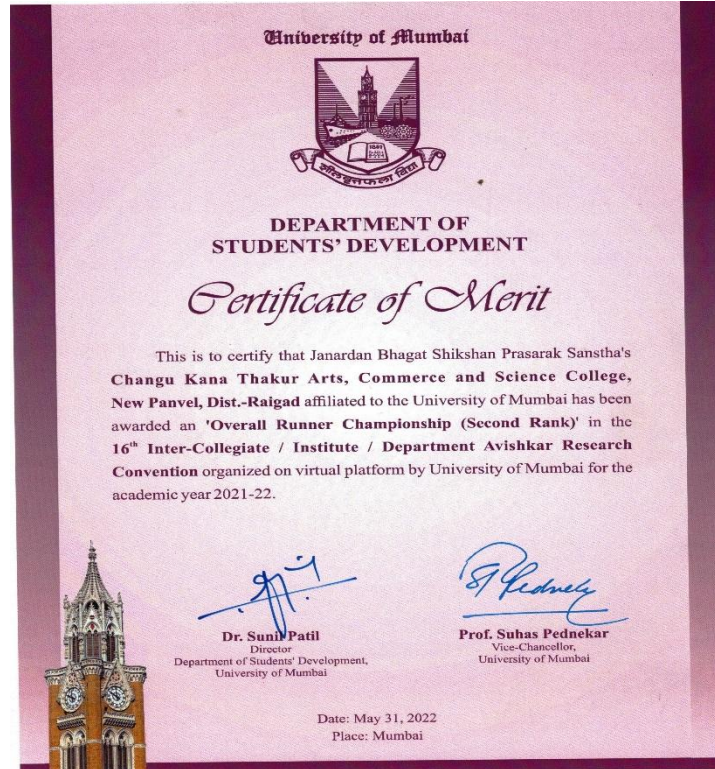 University of Mumbai
1857
शीलवृत्तफला विद्या
DEPARTMENT OF
STUDENTS' DEVELOPMENT
Certificate of Merit
This is to certify that Janardan Bhagat Shikshan Prasarak Sanstha's
Changu Kana Thakur Arts, Commerce and Science College,
New Panvel, Dist.-Raigad affiliated to the University of Mumbai has been
awarded an 'Overall Runner Championship (Second Rank)' in the
16th Inter-Collegiate / Institute / Department Avishkar Research
Convention organized on virtual platform by University of Mumbai for the
academic year 2021-22.
Dr. Sunil Patil
Director
Department of Students' Development,
University of Mumbai
Prof. Suhas Pednekar
Vice-Chancellor,
University of Mumbai
Date: May 31, 2022
Place: Mumbai